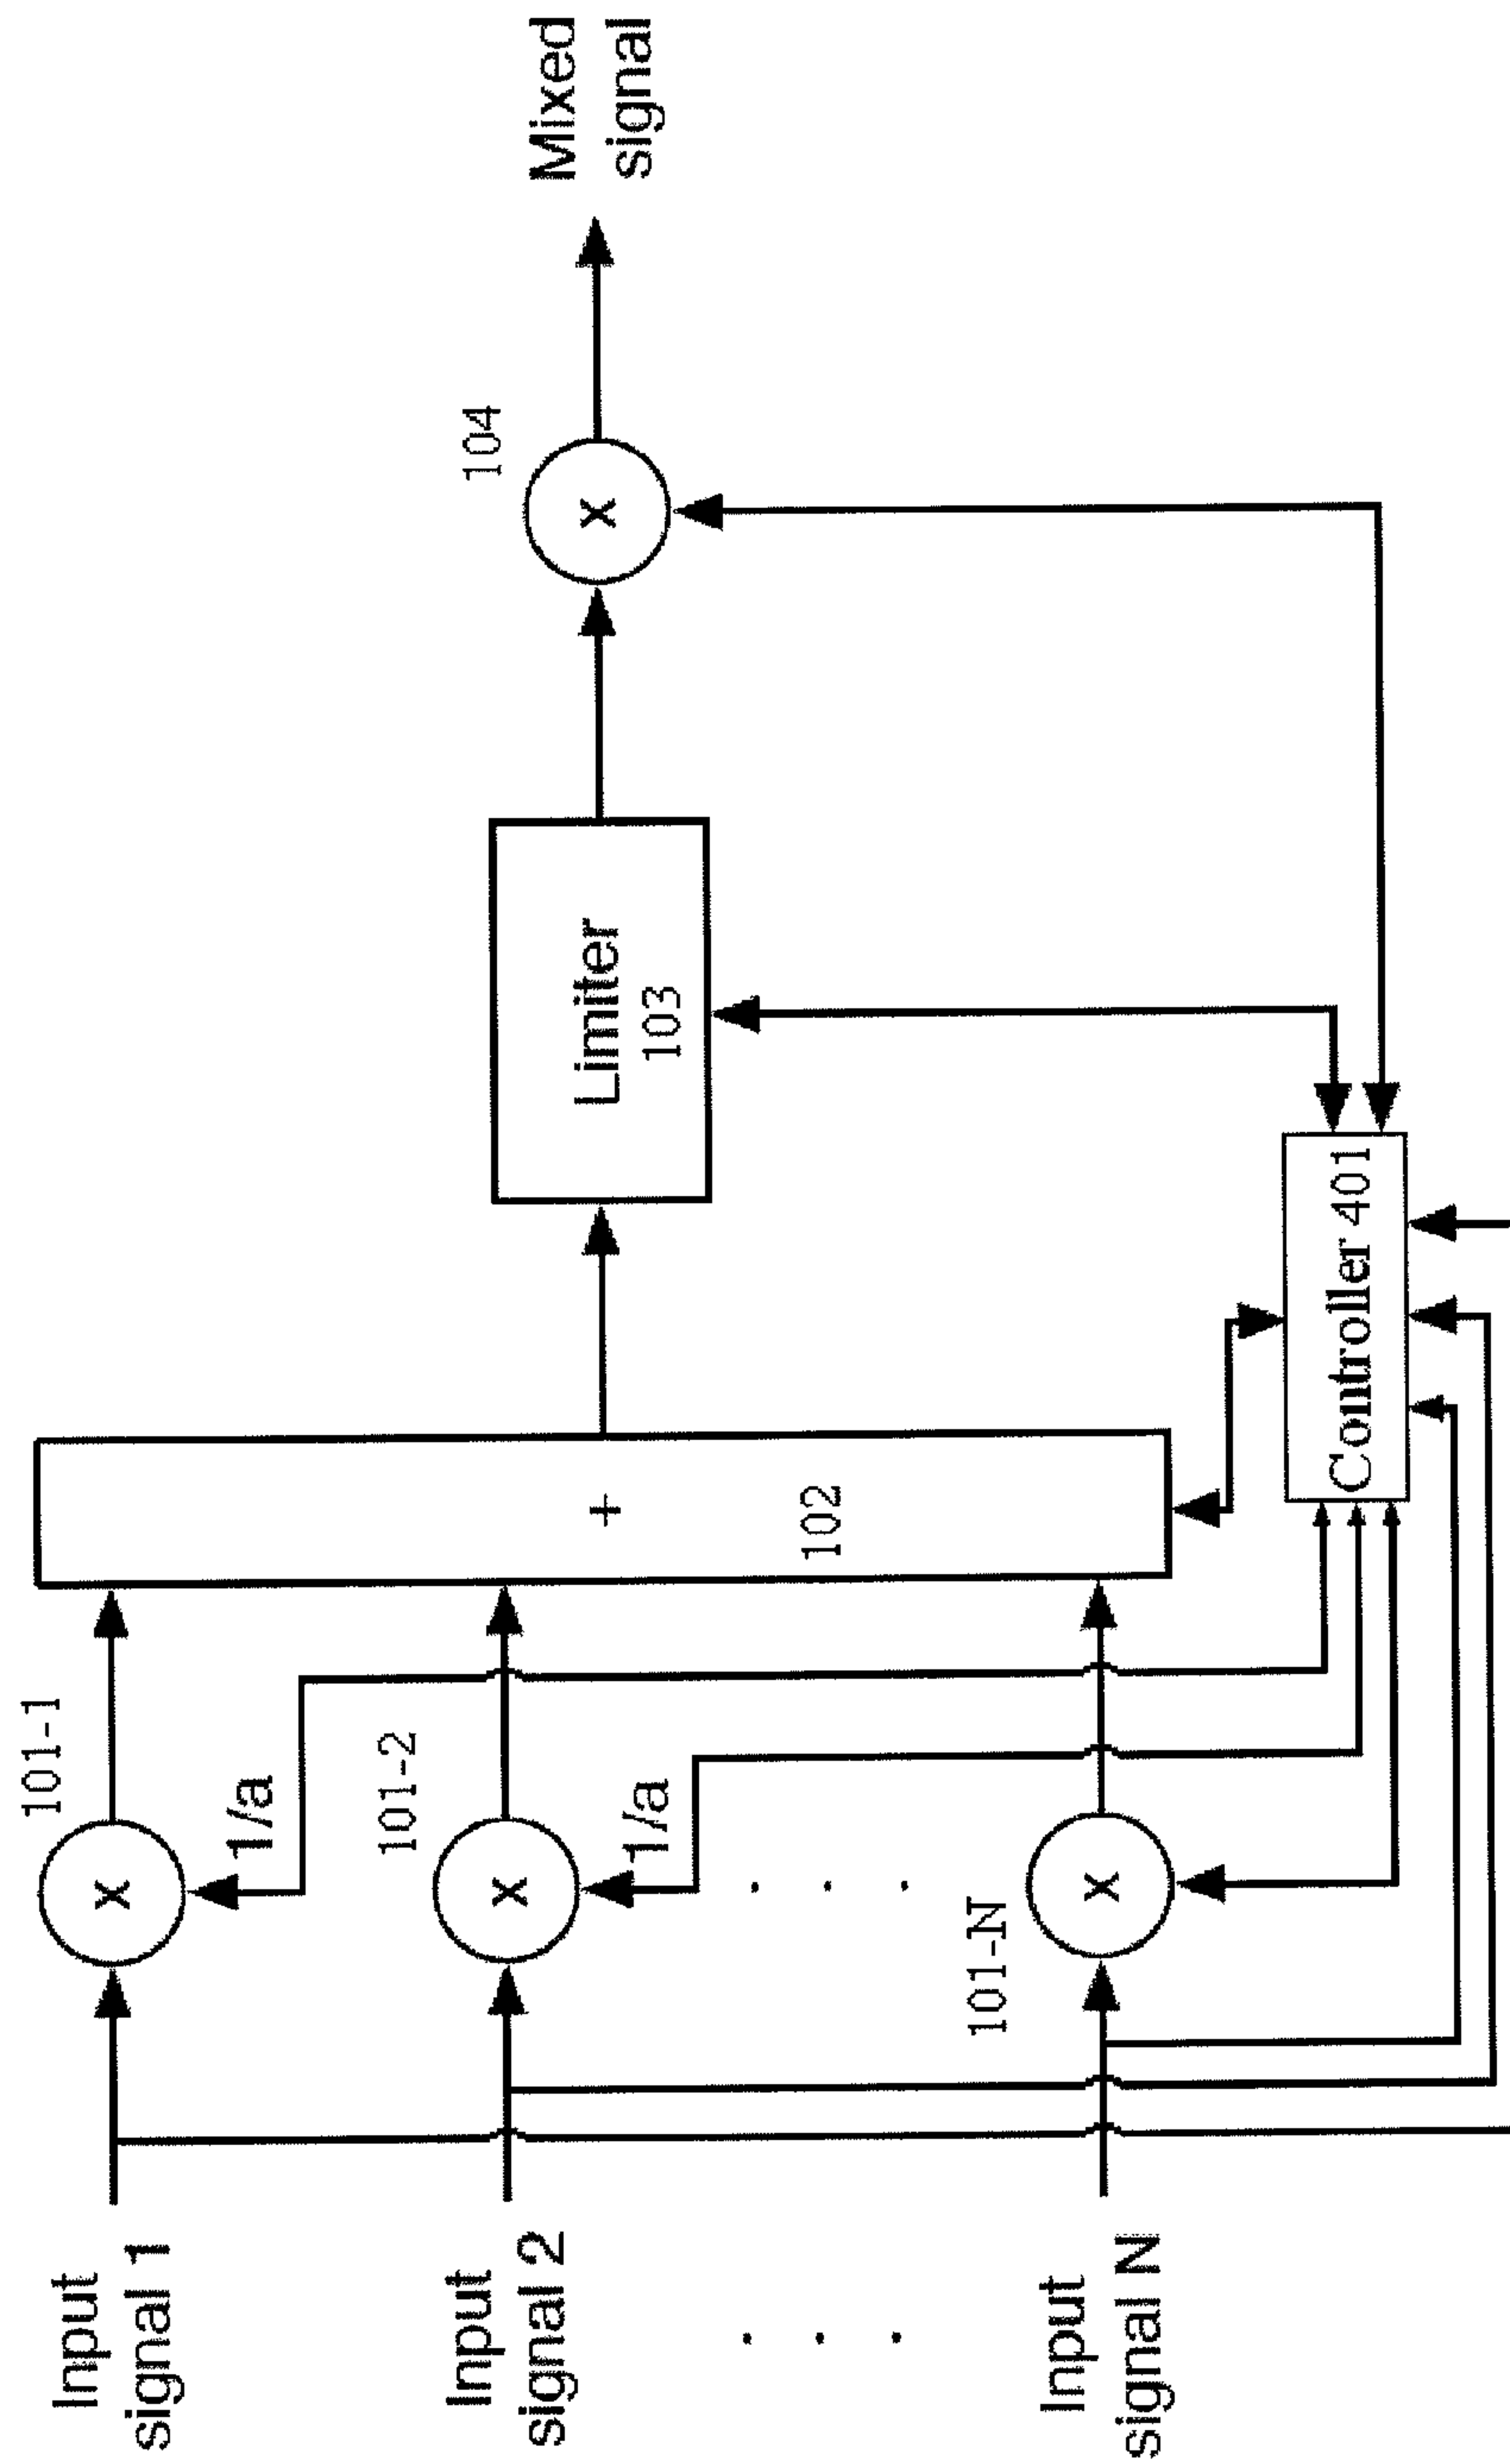 Input
signal 1
Input
signal 2
. . .
Input
signal N
x
101-1
1/a
x
101-2
1/a
. . .
x
101-N
+
102
Limiter
103
Controller 401
x
104
Mixed
signal